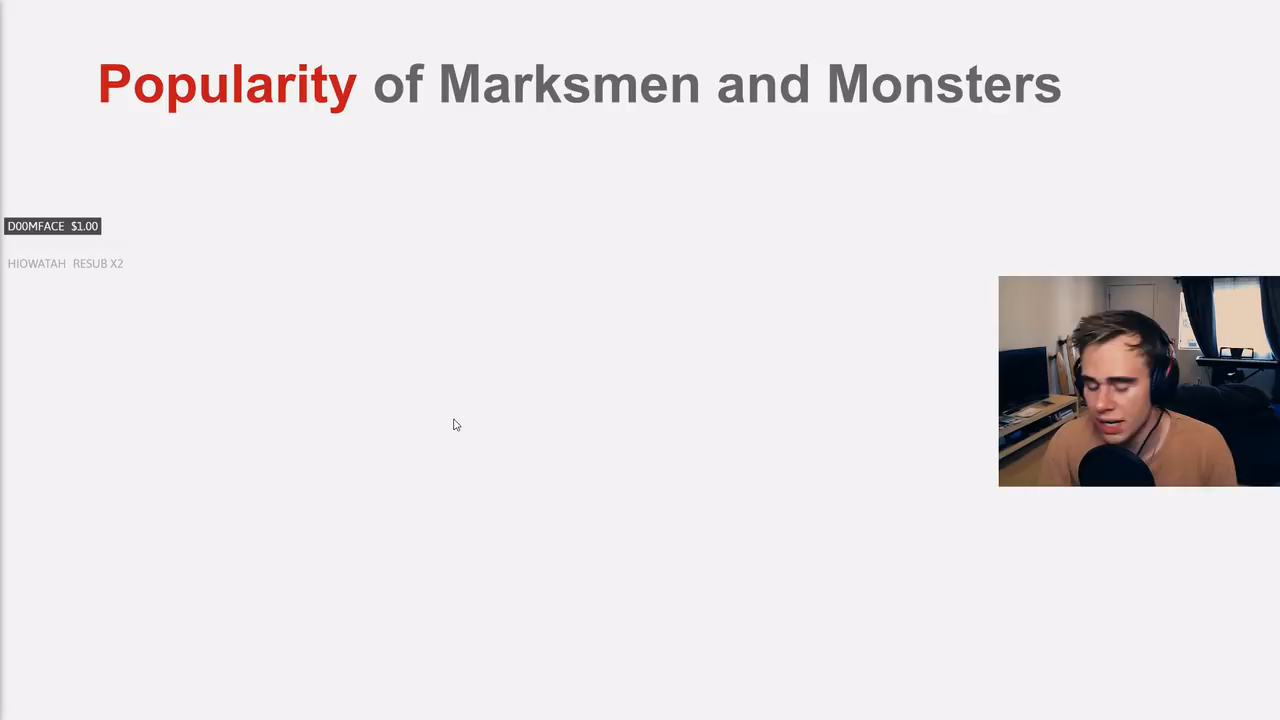 Popularity of Marksmen and Monsters
D00MFACE $1.00
HIOWATAH RESUB X2